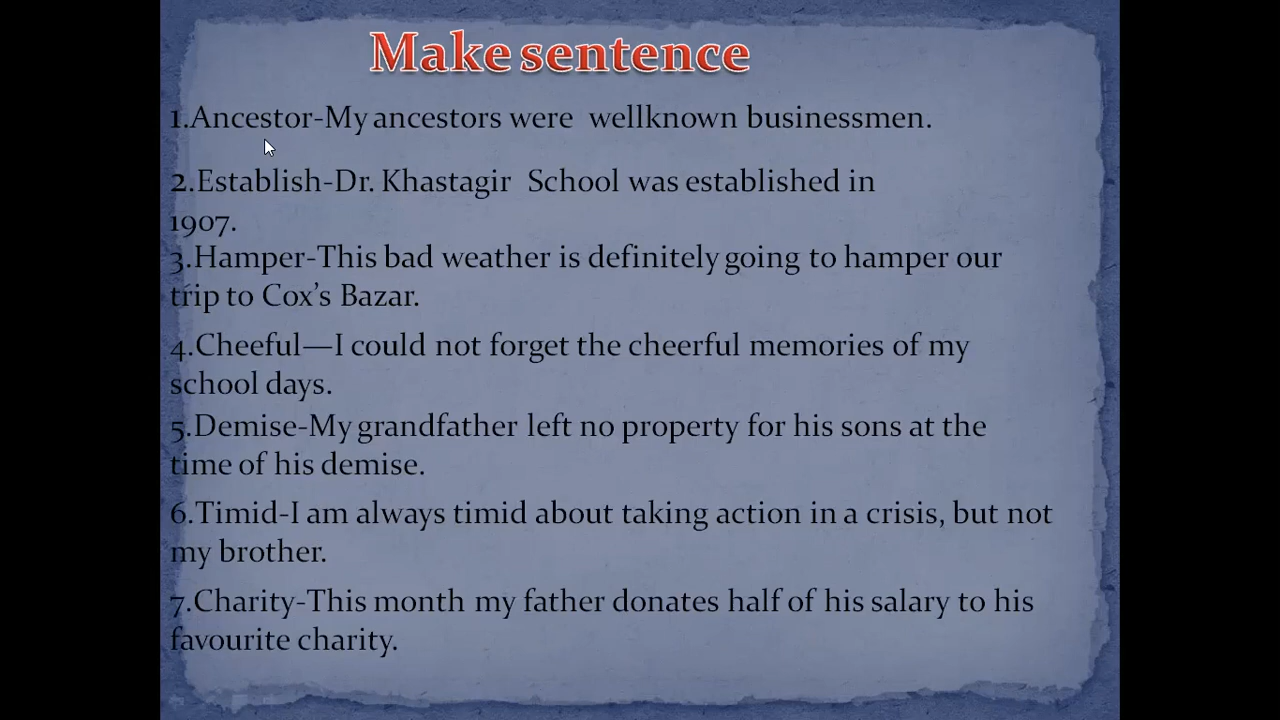 Make sentence
1.Ancestor-My ancestors were wellknown businessmen.
2.Establish-Dr. Khastagir School was established in
1907.
3.Hamper-This bad weather is definitely going to hamper our
trip to Cox’s Bazar.
4.Cheeful—I could not forget the cheerful memories of my
school days.
5.Demise-My grandfather left no property for his sons at the
time of his demise.
6.Timid-I am always timid about taking action in a crisis, but not
my brother.
7.Charity-This month my father donates half of his salary to his
favourite charity.